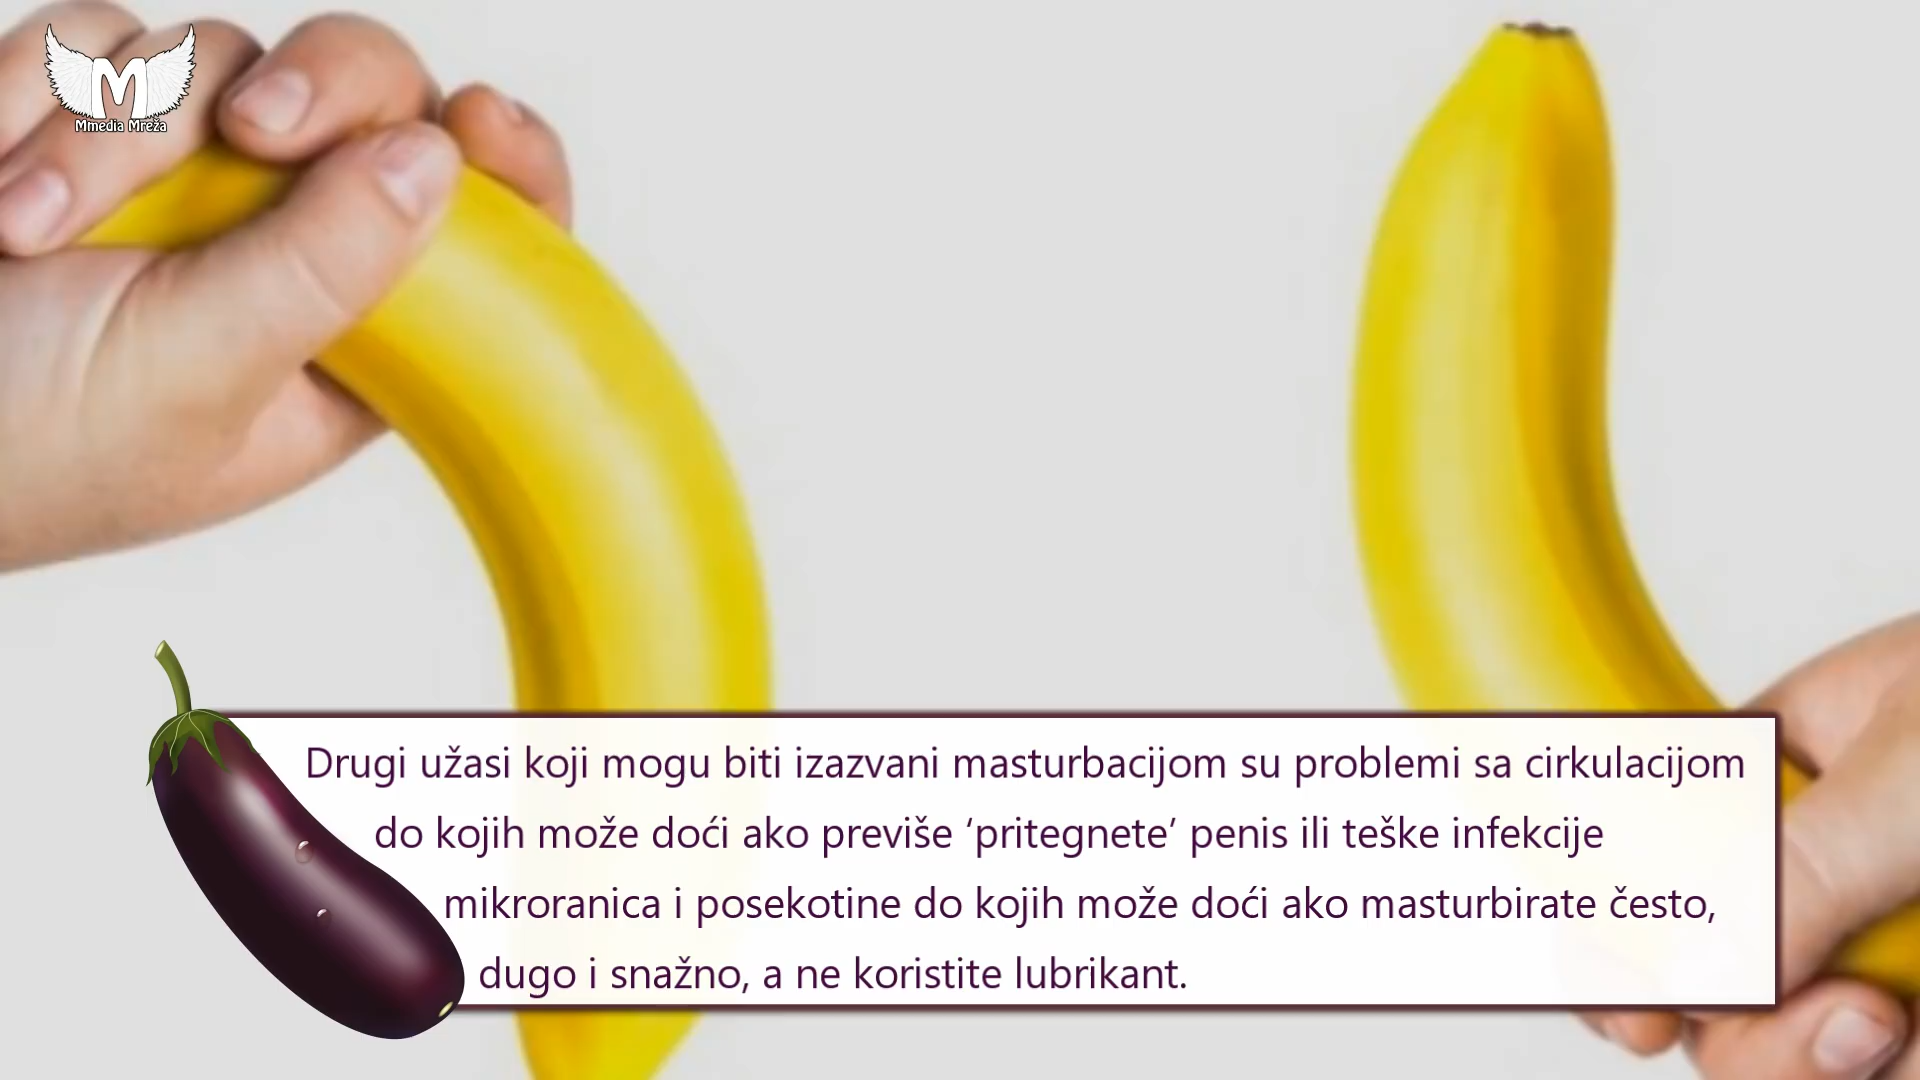 M
Mmedia Mreža
Drugi užasi koji mogu biti izazvani masturbacijom su problemi sa cirkulacijom
do kojih može doći ako previše ‘pritegnete’ penis ili teške infekcije
mikroranica i posekotine do kojih može doći ako masturbirate često,
dugo i snažno, a ne koristite lubrikant.